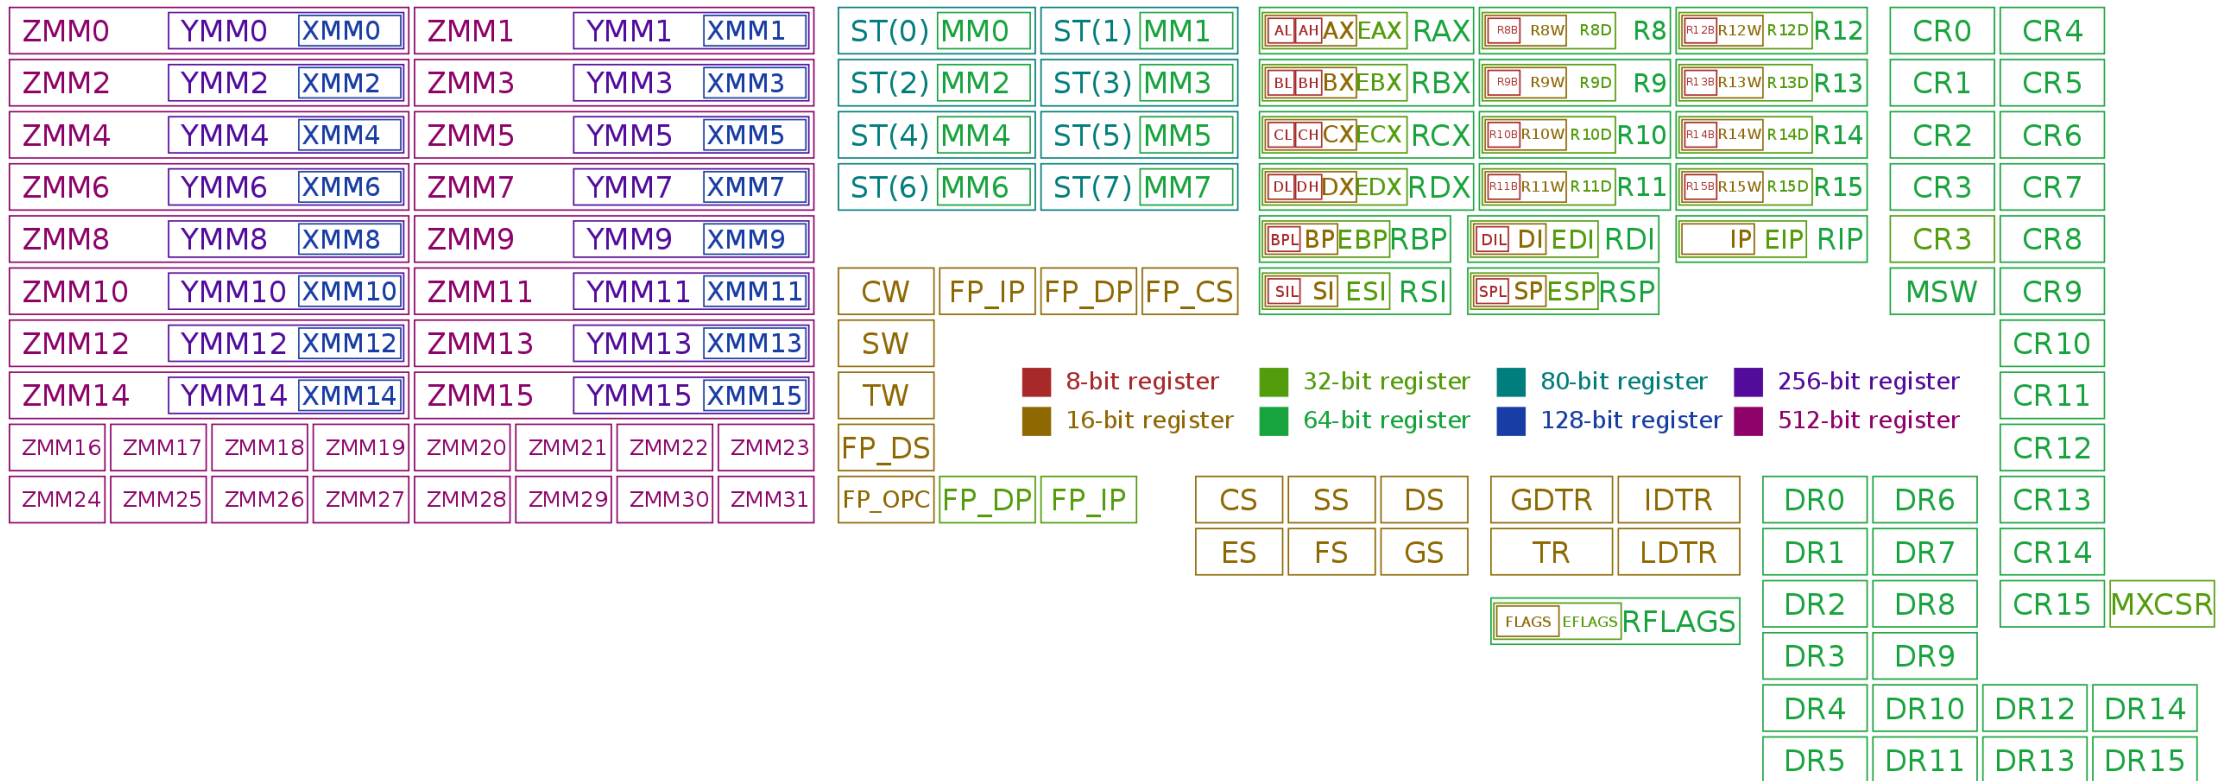 ZMM0 YMM0 XMM0 ZMM1 YMM1 XMM1 ST(0) MM0 ST(1) MM1 AL AH AX EAX RAX R8B R8W R8D R8 R12B R12W R12D R12 CR0 CR4
ZMM2 YMM2 XMM2 ZMM3 YMM3 XMM3 ST(2) MM2 ST(3) MM3 BL BH BX EBX RBX R9B R9W R9D R9 R13B R13W R13D R13 CR1 CR5
ZMM4 YMM4 XMM4 ZMM5 YMM5 XMM5 ST(4) MM4 ST(5) MM5 CL CH CX ECX RCX R10B R10W R10D R10 R14B R14W R14D R14 CR2 CR6
ZMM6 YMM6 XMM6 ZMM7 YMM7 XMM7 ST(6) MM6 ST(7) MM7 DL DH DX EDX RDX R11B R11W R11D R11 R15B R15W R15D R15 CR3 CR7
ZMM8 YMM8 XMM8 ZMM9 YMM9 XMM9 BPL BP EBP RBP DIL DI EDI RDI IP EIP RIP CR3 CR8
ZMM10 YMM10 XMM10 ZMM11 YMM11 XMM11 CW FP_IP FP_DP FP_CS SIL SI ESI RSI SPL SP ESP RSP MSW CR9
ZMM12 YMM12 XMM12 ZMM13 YMM13 XMM13 SW CR10
ZMM14 YMM14 XMM14 ZMM15 YMM15 XMM15 TW 8-bit register 32-bit register 80-bit register 256-bit register CR11
16-bit register 64-bit register 128-bit register 512-bit register
ZMM16 ZMM17 ZMM18 ZMM19 ZMM20 ZMM21 ZMM22 ZMM23 FP_DS CR12
ZMM24 ZMM25 ZMM26 ZMM27 ZMM28 ZMM29 ZMM30 ZMM31 FP_OPC FP_DP FP_IP CS SS DS GDTR IDTR DR0 DR6 CR13
ES FS GS TR LDTR DR1 DR7 CR14
FLAGS EFLAGS RFLAGS DR2 DR8 CR15 MXCSR
DR3 DR9
DR4 DR10 DR12 DR14
DR5 DR11 DR13 DR15